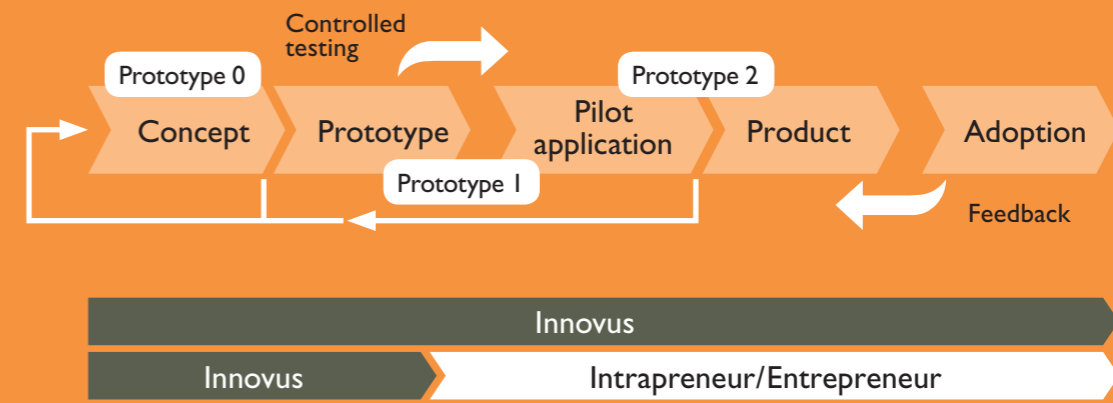 Controlled
testing
Prototype 0
Prototype 2
Concept
Prototype
Pilot
application
Product
Adoption
Prototype 1
Feedback
Innovus
Innovus
Intrapreneur/Entrepreneur